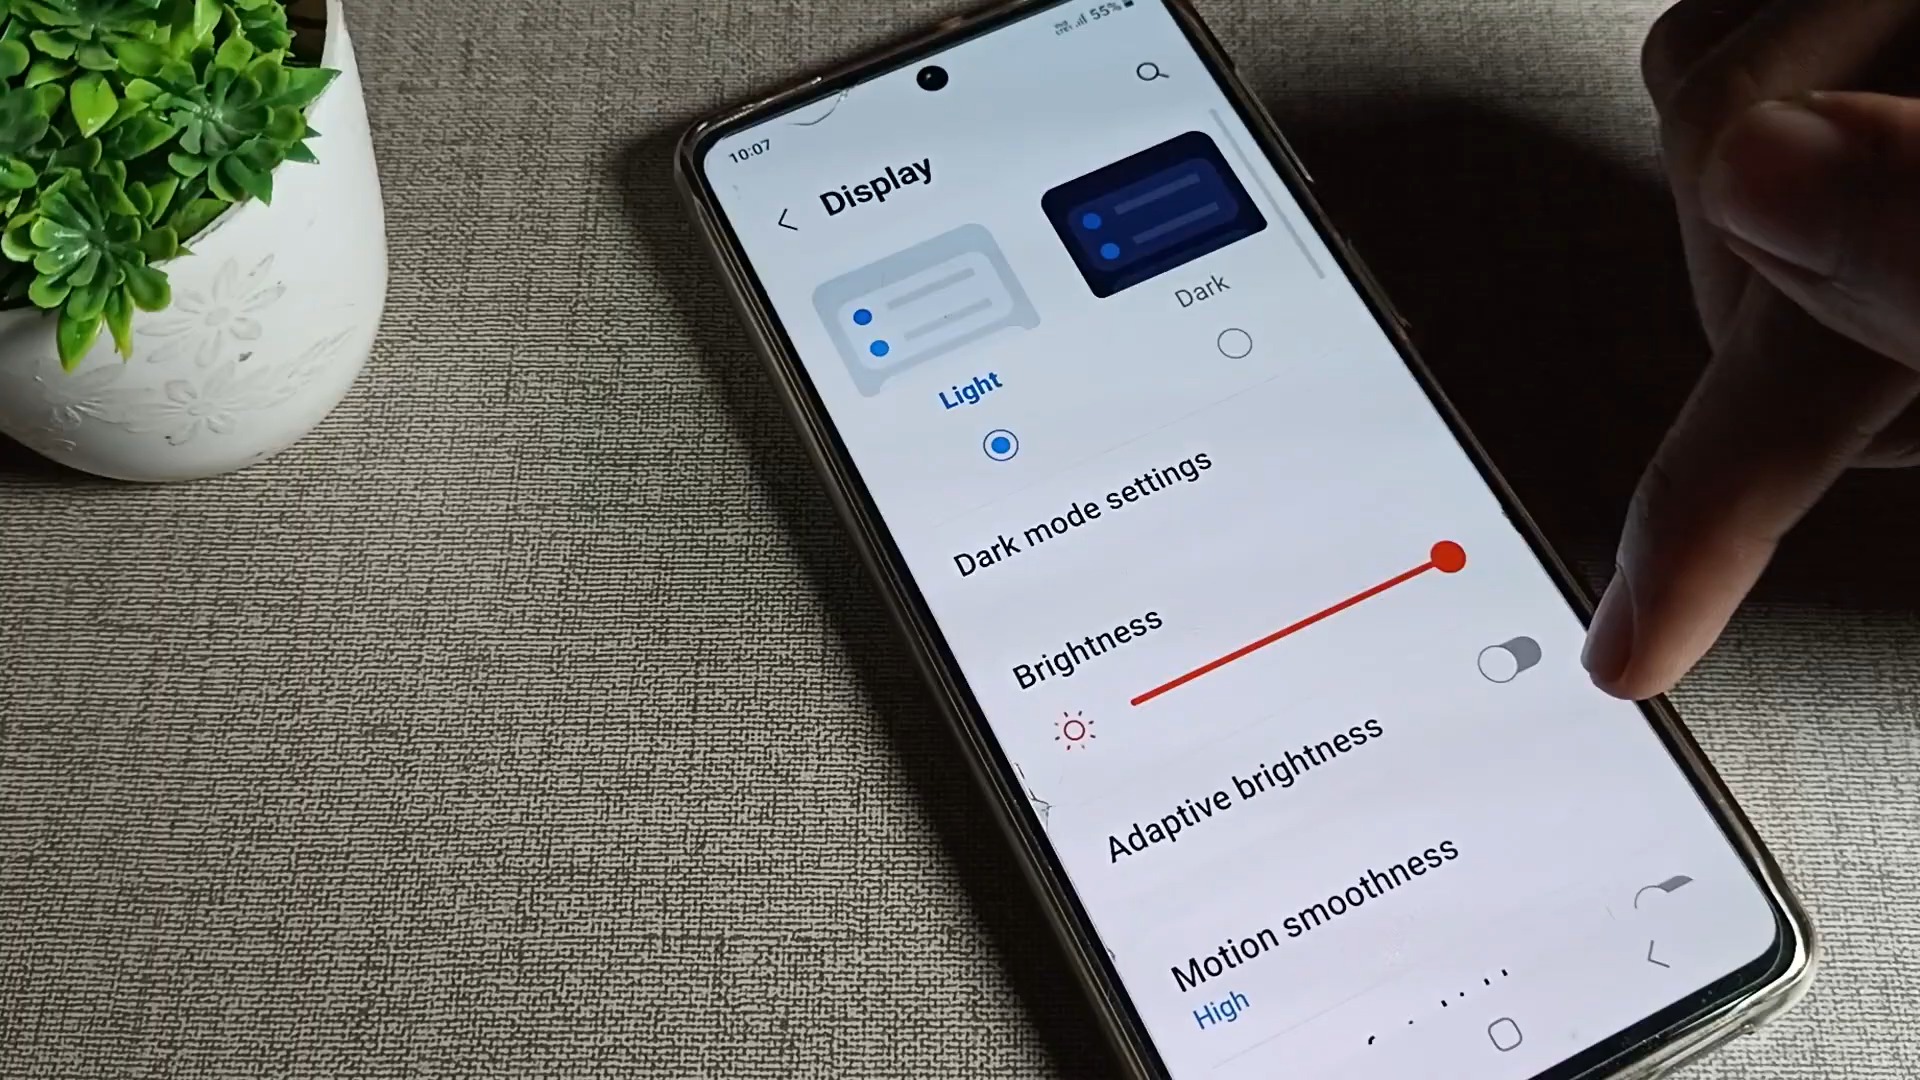 55%
10:07
Display
Light
Dark
Dark mode settings
Brightness
Adaptive brightness
Motion smoothness
High